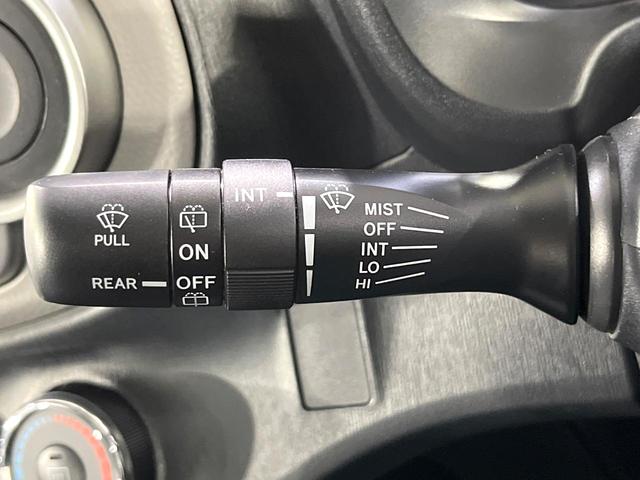 PULL
REAR
ON
OFF
INT
MIST
OFF
INT
LO
HI